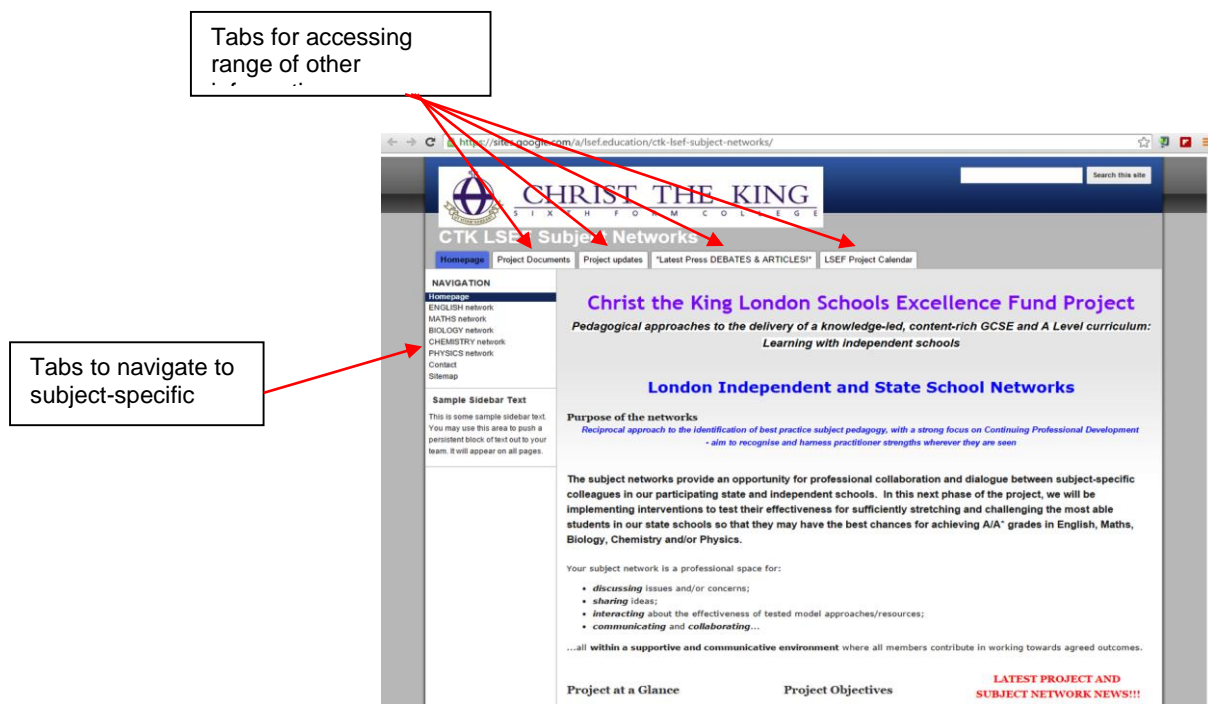 Tabs for accessing
range of other
https://sites.google.com/a/lsef.education/ctk-lsef-subject-networks/
Search this site
CHRIST THE KING
SIXTH FORM COLLEGE
CTK LSEF Subject Networks
Homepage Project Documents Project updates "Latest Press DEBATES & ARTICLES!" LSEF Project Calendar
NAVIGATION
Homepage
ENGLISH network
MATHS network
BIOLOGY network
CHEMISTRY network
PHYSICS network
Contact
Sitemap
Sample Sidebar Text
This is some sample sidebar text.
You may use this area to push a
persistent block of text out to your
team. It will appear on all pages.
Tabs to navigate to
subject-specific
Christ the King London Schools Excellence Fund Project
Pedagogical approaches to the delivery of a knowledge-led, content-rich GCSE and A Level curriculum:
Learning with independent schools
London Independent and State School Networks
Purpose of the networks
Reciprocal approach to the identification of best practice subject pedagogy, with a strong focus on Continuing Professional Development
- aim to recognise and harness practitioner strengths wherever they are seen
The subject networks provide an opportunity for professional collaboration and dialogue between subject-specific
colleagues in our participating state and independent schools. In this next phase of the project, we will be
implementing interventions to test their effectiveness for sufficiently stretching and challenging the most able
students in our state schools so that they may have the best chances for achieving A/A* grades in English, Maths,
Biology, Chemistry and/or Physics.
Your subject network is a professional space for:
• discussing issues and/or concerns;
• sharing ideas;
• interacting about the effectiveness of tested model approaches/resources;
• communicating and collaborating...
...all within a supportive and communicative environment where all members contribute in working towards agreed outcomes.
Project at a Glance
Project Objectives
LATEST PROJECT AND
SUBJECT NETWORK NEWS!!!